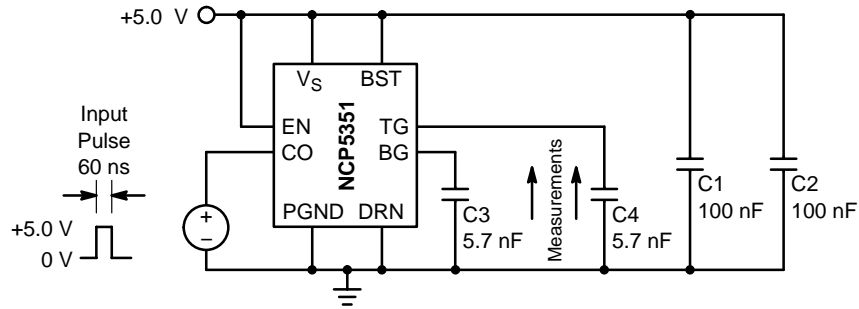 +5.0 V
VS BST
Input
Pulse
60 ns
EN TG
CO BG
NCP5351
PGND DRN
+5.0 V
0 V
+
−
C3
5.7 nF
Measurements
C4
5.7 nF
C1
100 nF
C2
100 nF